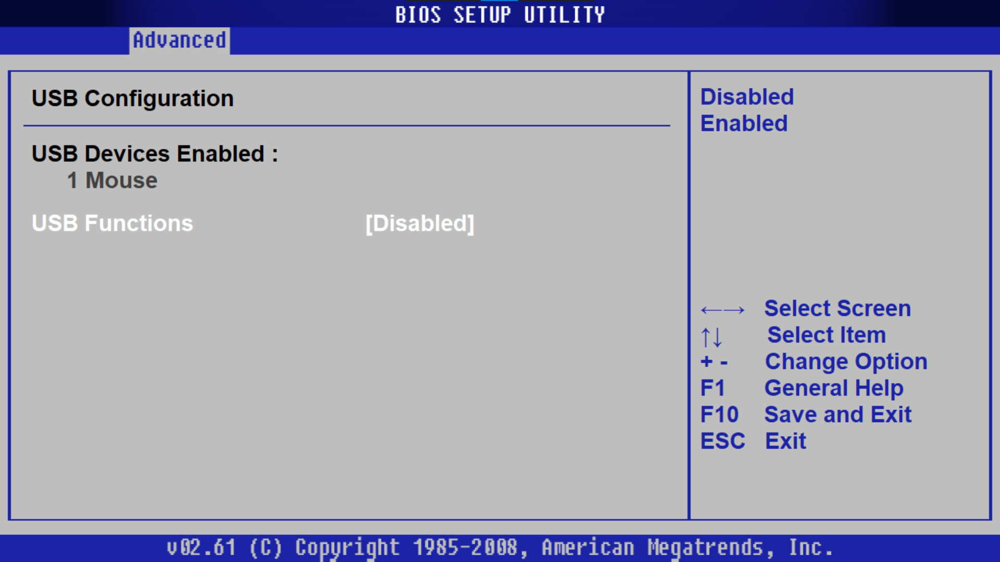 BIOS SETUP UTILITY
Advanced
USB Configuration
USB Devices Enabled :
1 Mouse
USB Functions [Disabled]
Disabled
Enabled
←→ Select Screen
↑↓ Select Item
+ - Change Option
F1 General Help
F10 Save and Exit
ESC Exit
v02.61 (C) Copyright 1985-2008, American Megatrends, Inc.